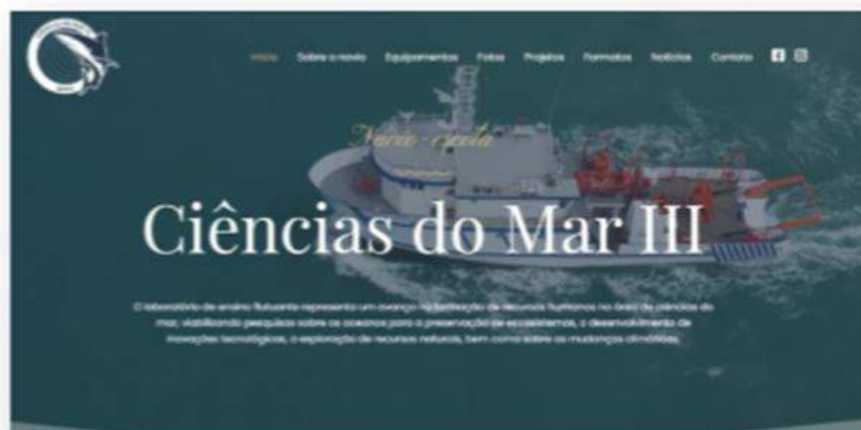 Início Sobre o navio Equipamentos Fotos Projetos Formatos Notícias Contato
Navio-escola
Ciências do Mar III
O laboratório de ensino flutuante representa um avanço na formação de recursos humanos na área de ciências do
mar, viabilizando pesquisas sobre os oceanos para a preservação de ecossistemas, o desenvolvimento de
inovações tecnológicas, a exploração de recursos naturais, bem como sobre as mudanças climáticas.